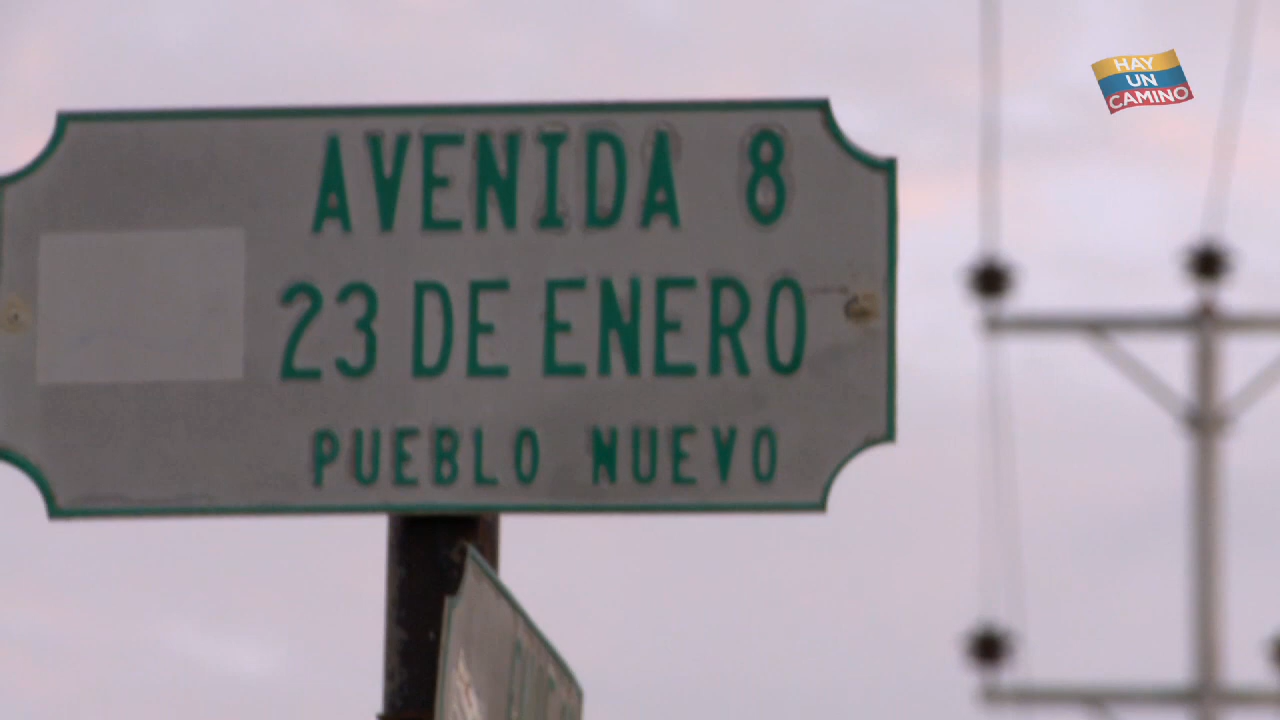 HAY
UN
CAMINO
AVENIDA 8
23 DE ENERO
PUEBLO NUEVO